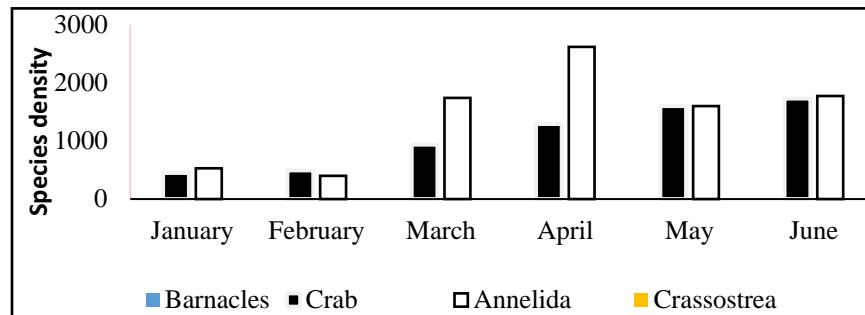 Species density
3000
2000
1000
0
January February March April May June
Barnacles Crab Annelida Crassostrea